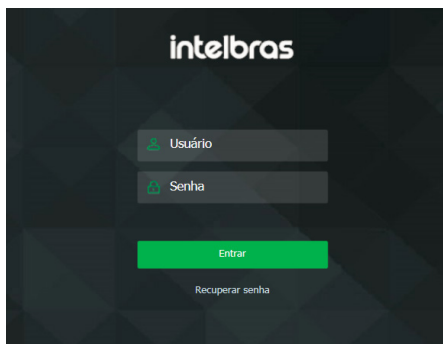 intelbras
Usuário
Senha
Entrar
Recuperar senha